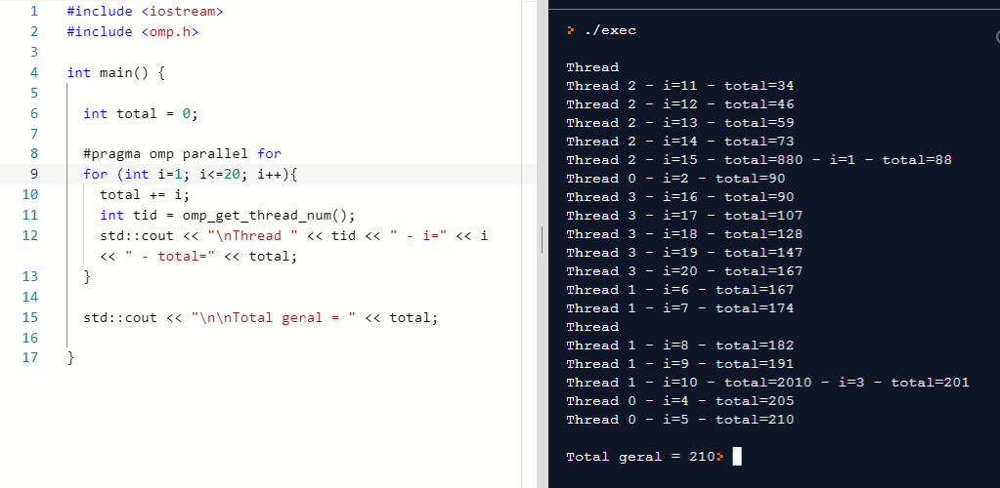 1 #include <iostream>
2 #include <omp.h>
3
4 int main() {
5
6 int total = 0;
7
8 #pragma omp parallel for
9 for (int i=1; i<=20; i++){
10 total += i;
11 int tid = omp_get_thread_num();
12 std::cout << "\nThread " << tid << " - i=" << i
<< " - total=" << total;
13 }
14
15 std::cout << "\n\nTotal geral = " << total;
16
17 }
> ./exec
Thread
Thread 2 - i=11 - total=34
Thread 2 - i=12 - total=46
Thread 2 - i=13 - total=59
Thread 2 - i=14 - total=73
Thread 2 - i=15 - total=880 - i=1 - total=88
Thread 0 - i=2 - total=90
Thread 3 - i=16 - total=90
Thread 3 - i=17 - total=107
Thread 3 - i=18 - total=128
Thread 3 - i=19 - total=147
Thread 3 - i=20 - total=167
Thread 1 - i=6 - total=167
Thread 1 - i=7 - total=174
Thread
Thread 1 - i=8 - total=182
Thread 1 - i=9 - total=191
Thread 1 - i=10 - total=2010 - i=3 - total=201
Thread 0 - i=4 - total=205
Thread 0 - i=5 - total=210
Total geral = 210>